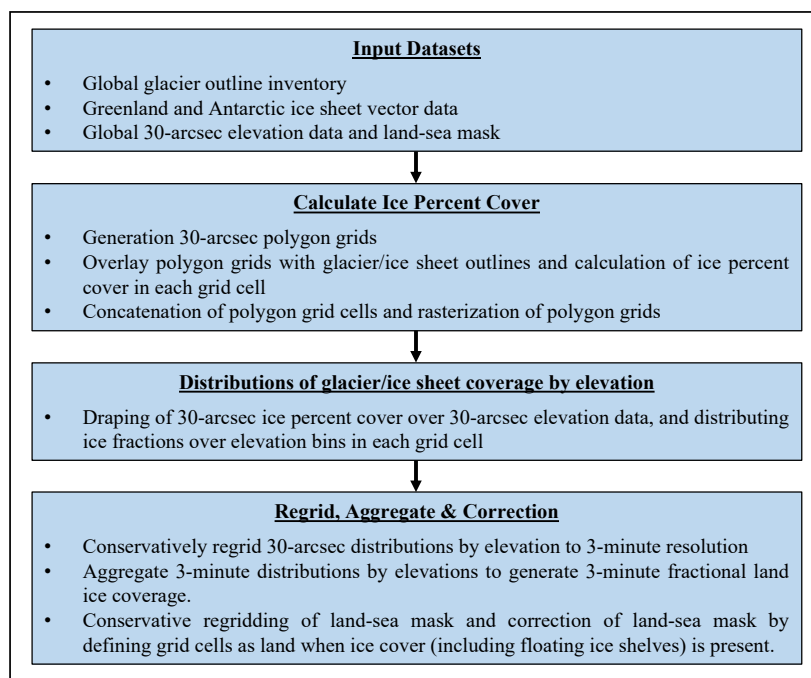 Input Datasets
• Global glacier outline inventory
• Greenland and Antarctic ice sheet vector data
• Global 30-arcsec elevation data and land-sea mask
Calculate Ice Percent Cover
• Generation 30-arcsec polygon grids
• Overlay polygon grids with glacier/ice sheet outlines and calculation of ice percent
cover in each grid cell
• Concatenation of polygon grid cells and rasterization of polygon grids
Distributions of glacier/ice sheet coverage by elevation
• Draping of 30-arcsec ice percent cover over 30-arcsec elevation data, and distributing
ice fractions over elevation bins in each grid cell
Regrid, Aggregate & Correction
• Conservatively regrid 30-arcsec distributions by elevation to 3-minute resolution
• Aggregate 3-minute distributions by elevations to generate 3-minute fractional land
ice coverage.
• Conservative regridding of land-sea mask and correction of land-sea mask by
defining grid cells as land when ice cover (including floating ice shelves) is present.